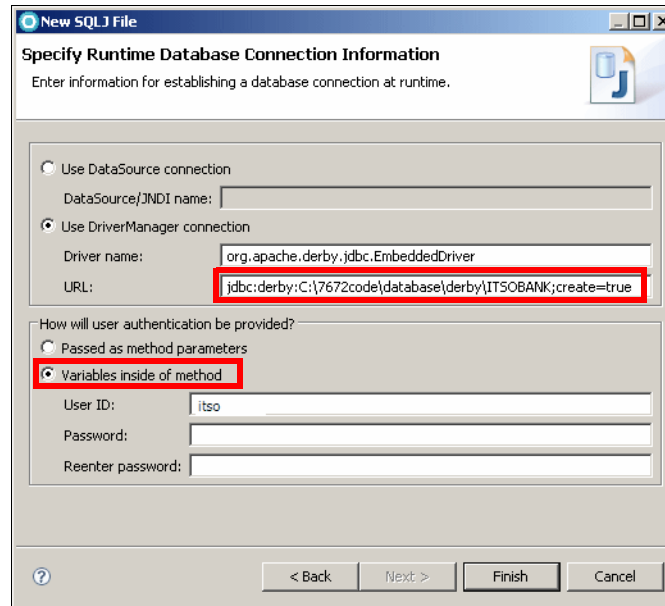 New SQLJ File
Specify Runtime Database Connection Information
Enter information for establishing a database connection at runtime.
J
Use DataSource connection
DataSource/JNDI name:
Use DriverManager connection
Driver name: org.apache.derby.jdbc.EmbeddedDriver
URL: jdbc:derby:C:\7672code\database\derby\ITSOBANK;create=true
How will user authentication be provided?
Passed as method parameters
Variables inside of method
User ID: itso
Password:
Reenter password:
? < Back Next > Finish Cancel